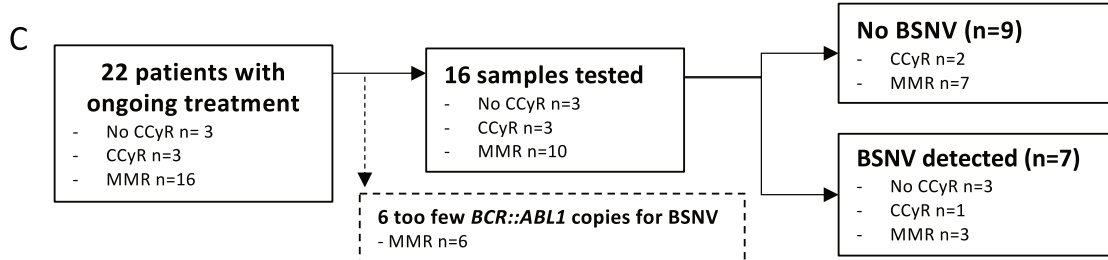 C
22 patients with
ongoing treatment
- No CCyR n= 3
- CCyR n=3
- MMR n=16
16 samples tested
- No CCyR n=3
- CCyR n=3
- MMR n=10
6 too few BCR::ABL1 copies for BSNV
- MMR n=6
No BSNV (n=9)
- CCyR n=2
- MMR n=7
BSNV detected (n=7)
- No CCyR n=3
- CCyR n=1
- MMR n=3